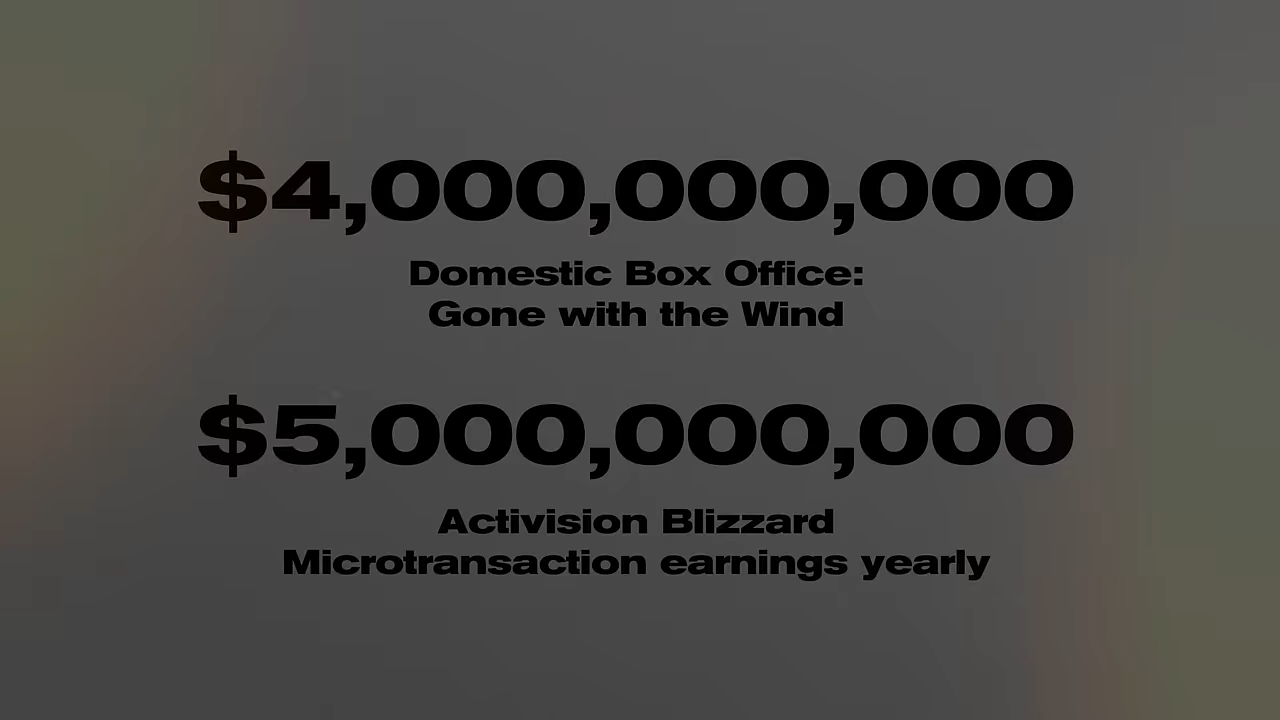 $4,000,000,000
Domestic Box Office:
Gone with the Wind
$5,000,000,000
Activision Blizzard
Microtransaction earnings yearly